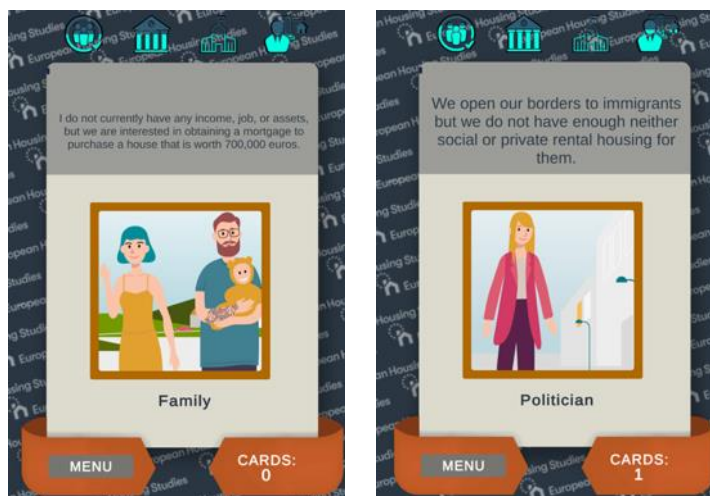 I do not currently have any income, job, or assets,
but we are interested in obtaining a mortgage to
purchase a house that is worth 700,000 euros.
Family
MENU
CARDS:
0
We open our borders to immigrants
but we do not have enough neither
social or private rental housing for
them.
Politician
MENU
CARDS:
1